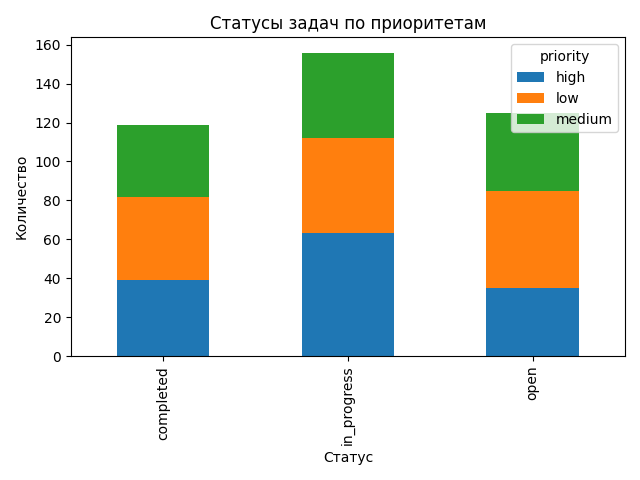 Статусы задач по приоритетам
priority
high
low
medium
Количество
160
140
120
100
80
60
40
20
0
completed
in_progress
open
Статус